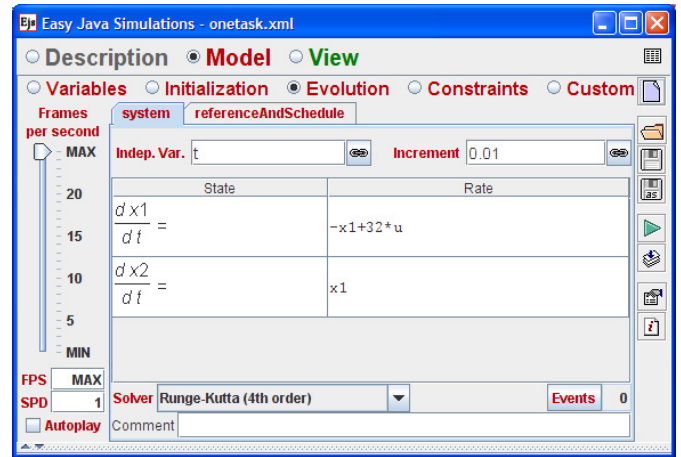 Ejs Easy Java Simulations - onetask.xml
Description Model View
Variables Initialization Evolution Constraints Custom
Frames
per second
MAX
20
15
10
5
MIN
FPS MAX
SPD 1
Autoplay
system referenceAndSchedule
Indep. Var. t Increment 0.01
State Rate
d x1
d t
= -x1+32*u
d x2
d t
= x1
Solver Runge-Kutta (4th order) Events 0
Comment
as
i